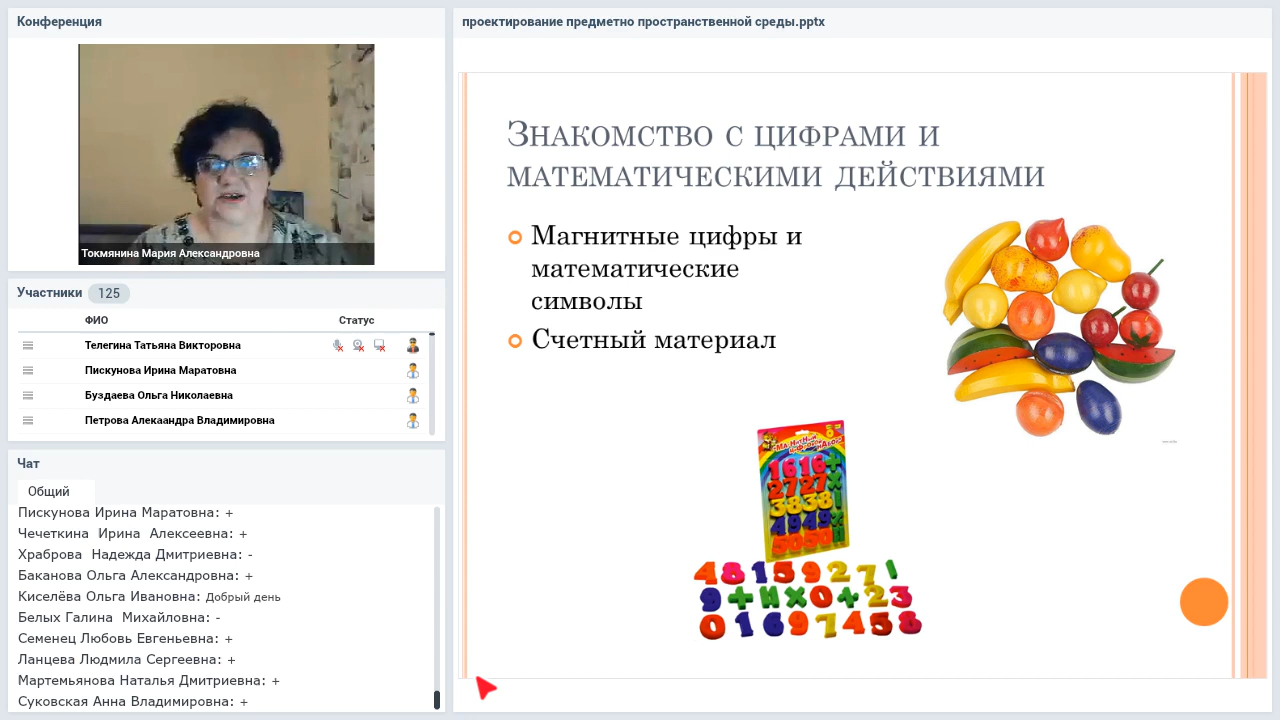 Конференция
Токмянина Мария Александровна
Участники 125
ФИО Статус
Телегина Татьяна Викторовна
Пискунова Ирина Маратовна
Буздаева Ольга Николаевна
Петрова Алекаандра Владимировна
Чат
Общий
Пискунова Ирина Маратовна: +
Чечеткина Ирина Алексеевна: +
Храброва Надежда Дмитриевна: -
Баканова Ольга Александровна: +
Киселёва Ольга Ивановна: Добрый день
Белых Галина Михайловна: -
Семенец Любовь Евгеньевна: +
Ланцева Людмила Сергеевна: +
Мартемьянова Наталья Дмитриевна: +
Суковская Анна Владимировна: +
проектирование предметно пространственной среды.pptx
Знакомство с цифрами и
математическими действиями
Магнитные цифры и
математические
символы
Счетный материал
1616+
2727×
3838
4949
5050
48159271
9+=×0+23
01697458